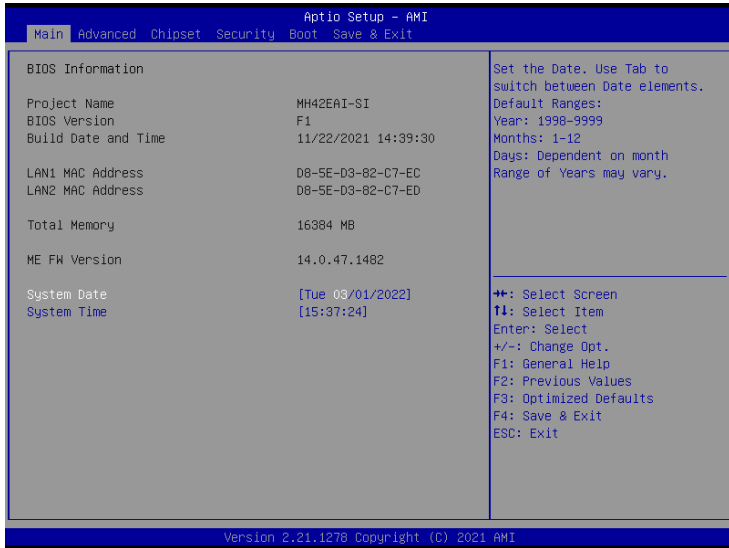 Aptio Setup – AMI
Main Advanced Chipset Security Boot Save & Exit
BIOS Information
Project Name MH42EAI-SI
BIOS Version F1
Build Date and Time 11/22/2021 14:39:30
LAN1 MAC Address D8-5E-D3-82-C7-EC
LAN2 MAC Address D8-5E-D3-82-C7-ED
Total Memory 16384 MB
ME FW Version 14.0.47.1482
System Date [Tue 03/01/2022]
System Time [15:37:24]
Set the Date. Use Tab to
switch between Date elements.
Default Ranges:
Year: 1998-9999
Months: 1-12
Days: Dependent on month
Range of Years may vary.
→←: Select Screen
↑↓: Select Item
Enter: Select
+/-: Change Opt.
F1: General Help
F2: Previous Values
F3: Optimized Defaults
F4: Save & Exit
ESC: Exit
Version 2.21.1278 Copyright (C) 2021 AMI